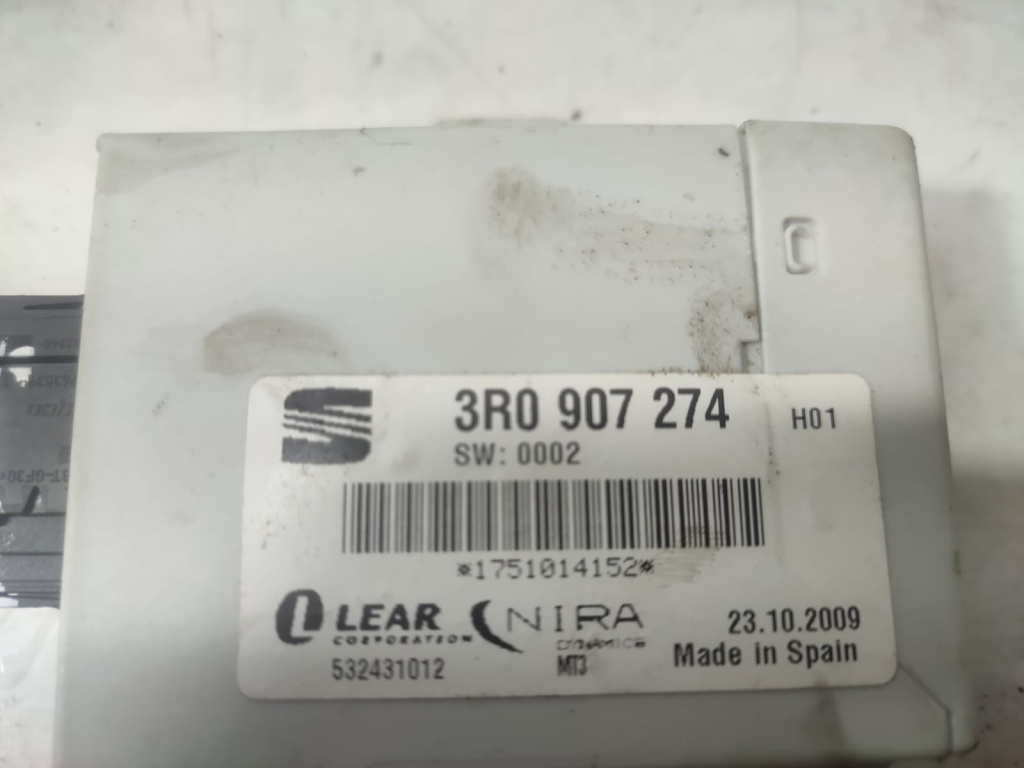 3R0 907 274 H01
SW: 0002
*1751014152*
LEAR NIRA
CORPORATION
23.10.2009
532431012 MT3 Made in Spain